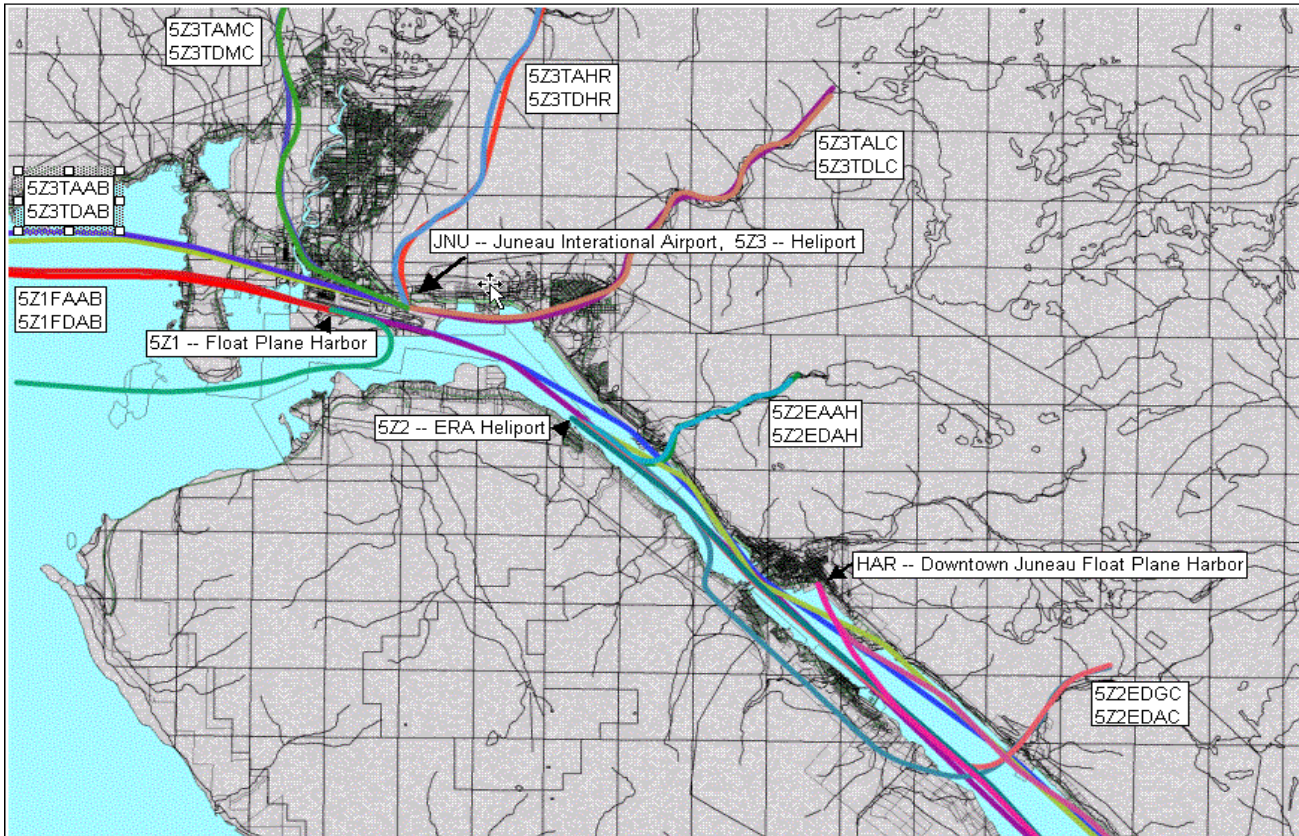 5Z3TAMC
5Z3TDMC
5Z3TAHR
5Z3TDHR
5Z3TALC
5Z3TDLC
5Z3TAAB
5Z3TDAB
JNU -- Juneau Interational Airport, 5Z3 -- Heliport
5Z1FAAB
5Z1FDAB
5Z1 -- Float Plane Harbor
5Z2EAAH
5Z2EDAH
5Z2 -- ERA Heliport
HAR -- Downtown Juneau Float Plane Harbor
5Z2EDGC
5Z2EDAC